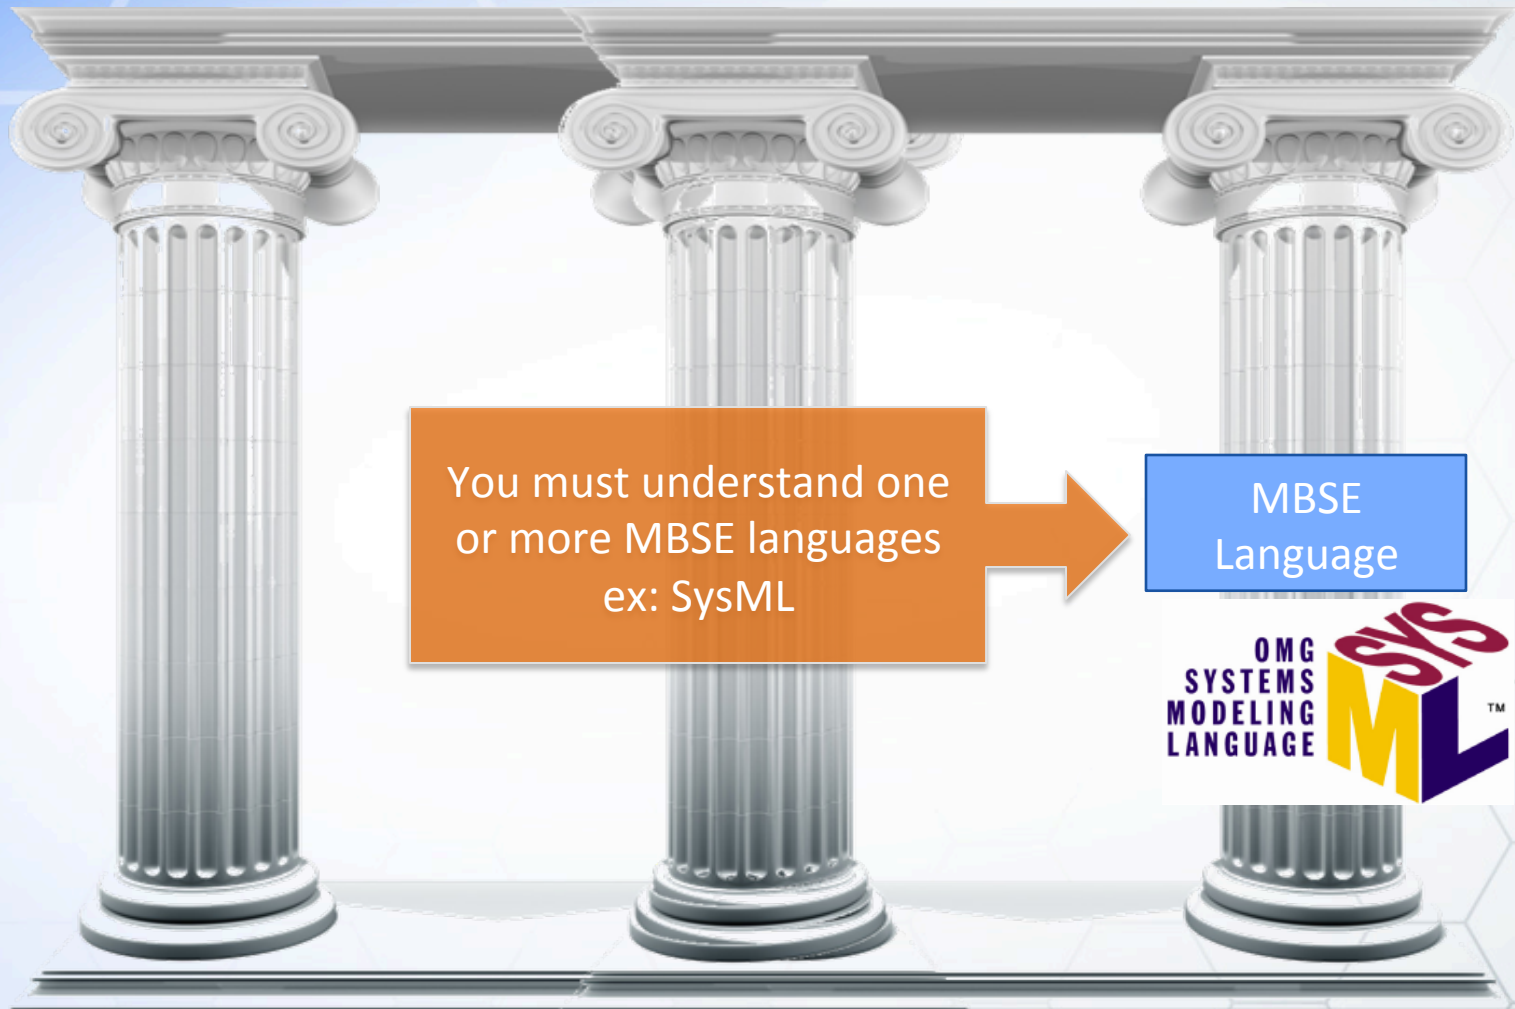 You must understand one
or more MBSE languages
ex: SysML
MBSE
Language
OMG
SYSTEMS
MODELING
LANGUAGE
SYS
ML
TM